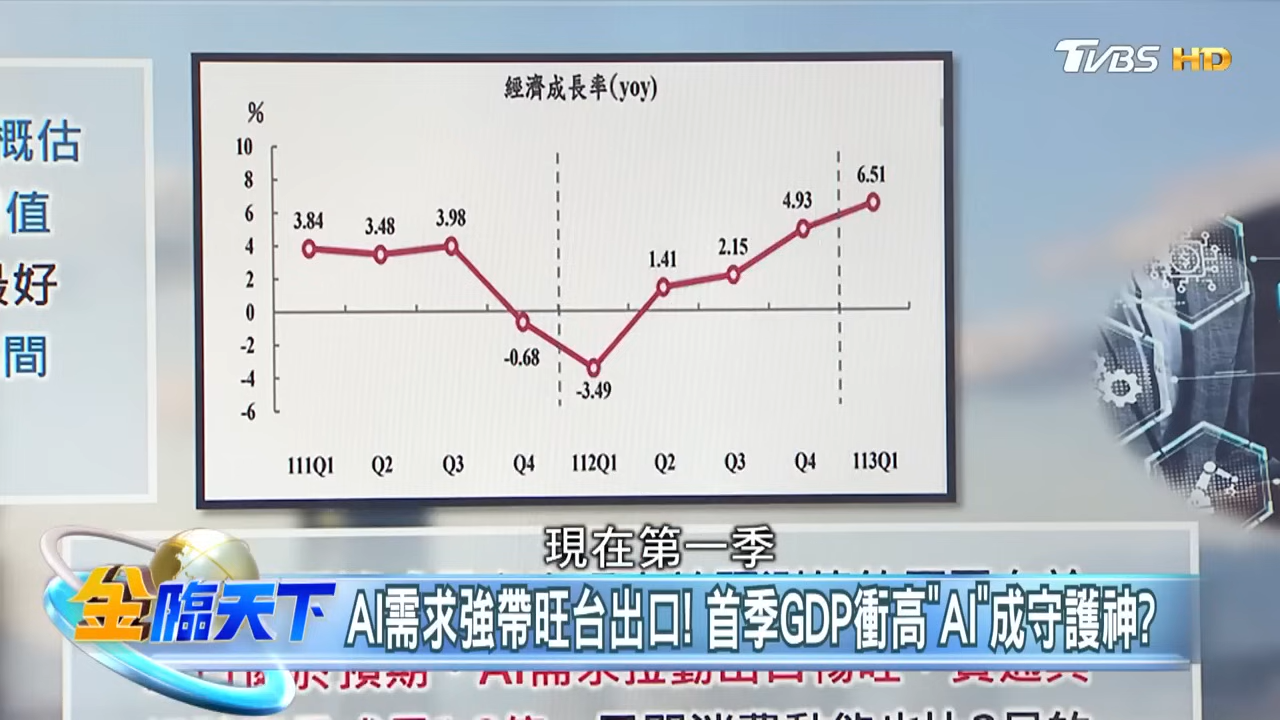 TVBS HD
概估
值
最好
間
經濟成長率(yoy)
%
10
8
6
4
2
0
-2
-4
-6
3.84
3.48
3.98
-0.68
-3.49
1.41
2.15
4.93
6.51
111Q1 Q2 Q3 Q4 112Q1 Q2 Q3 Q4 113Q1
現在第一季
金臨天下
AI需求強帶旺台出口! 首季GDP衝高"AI"成守護神?